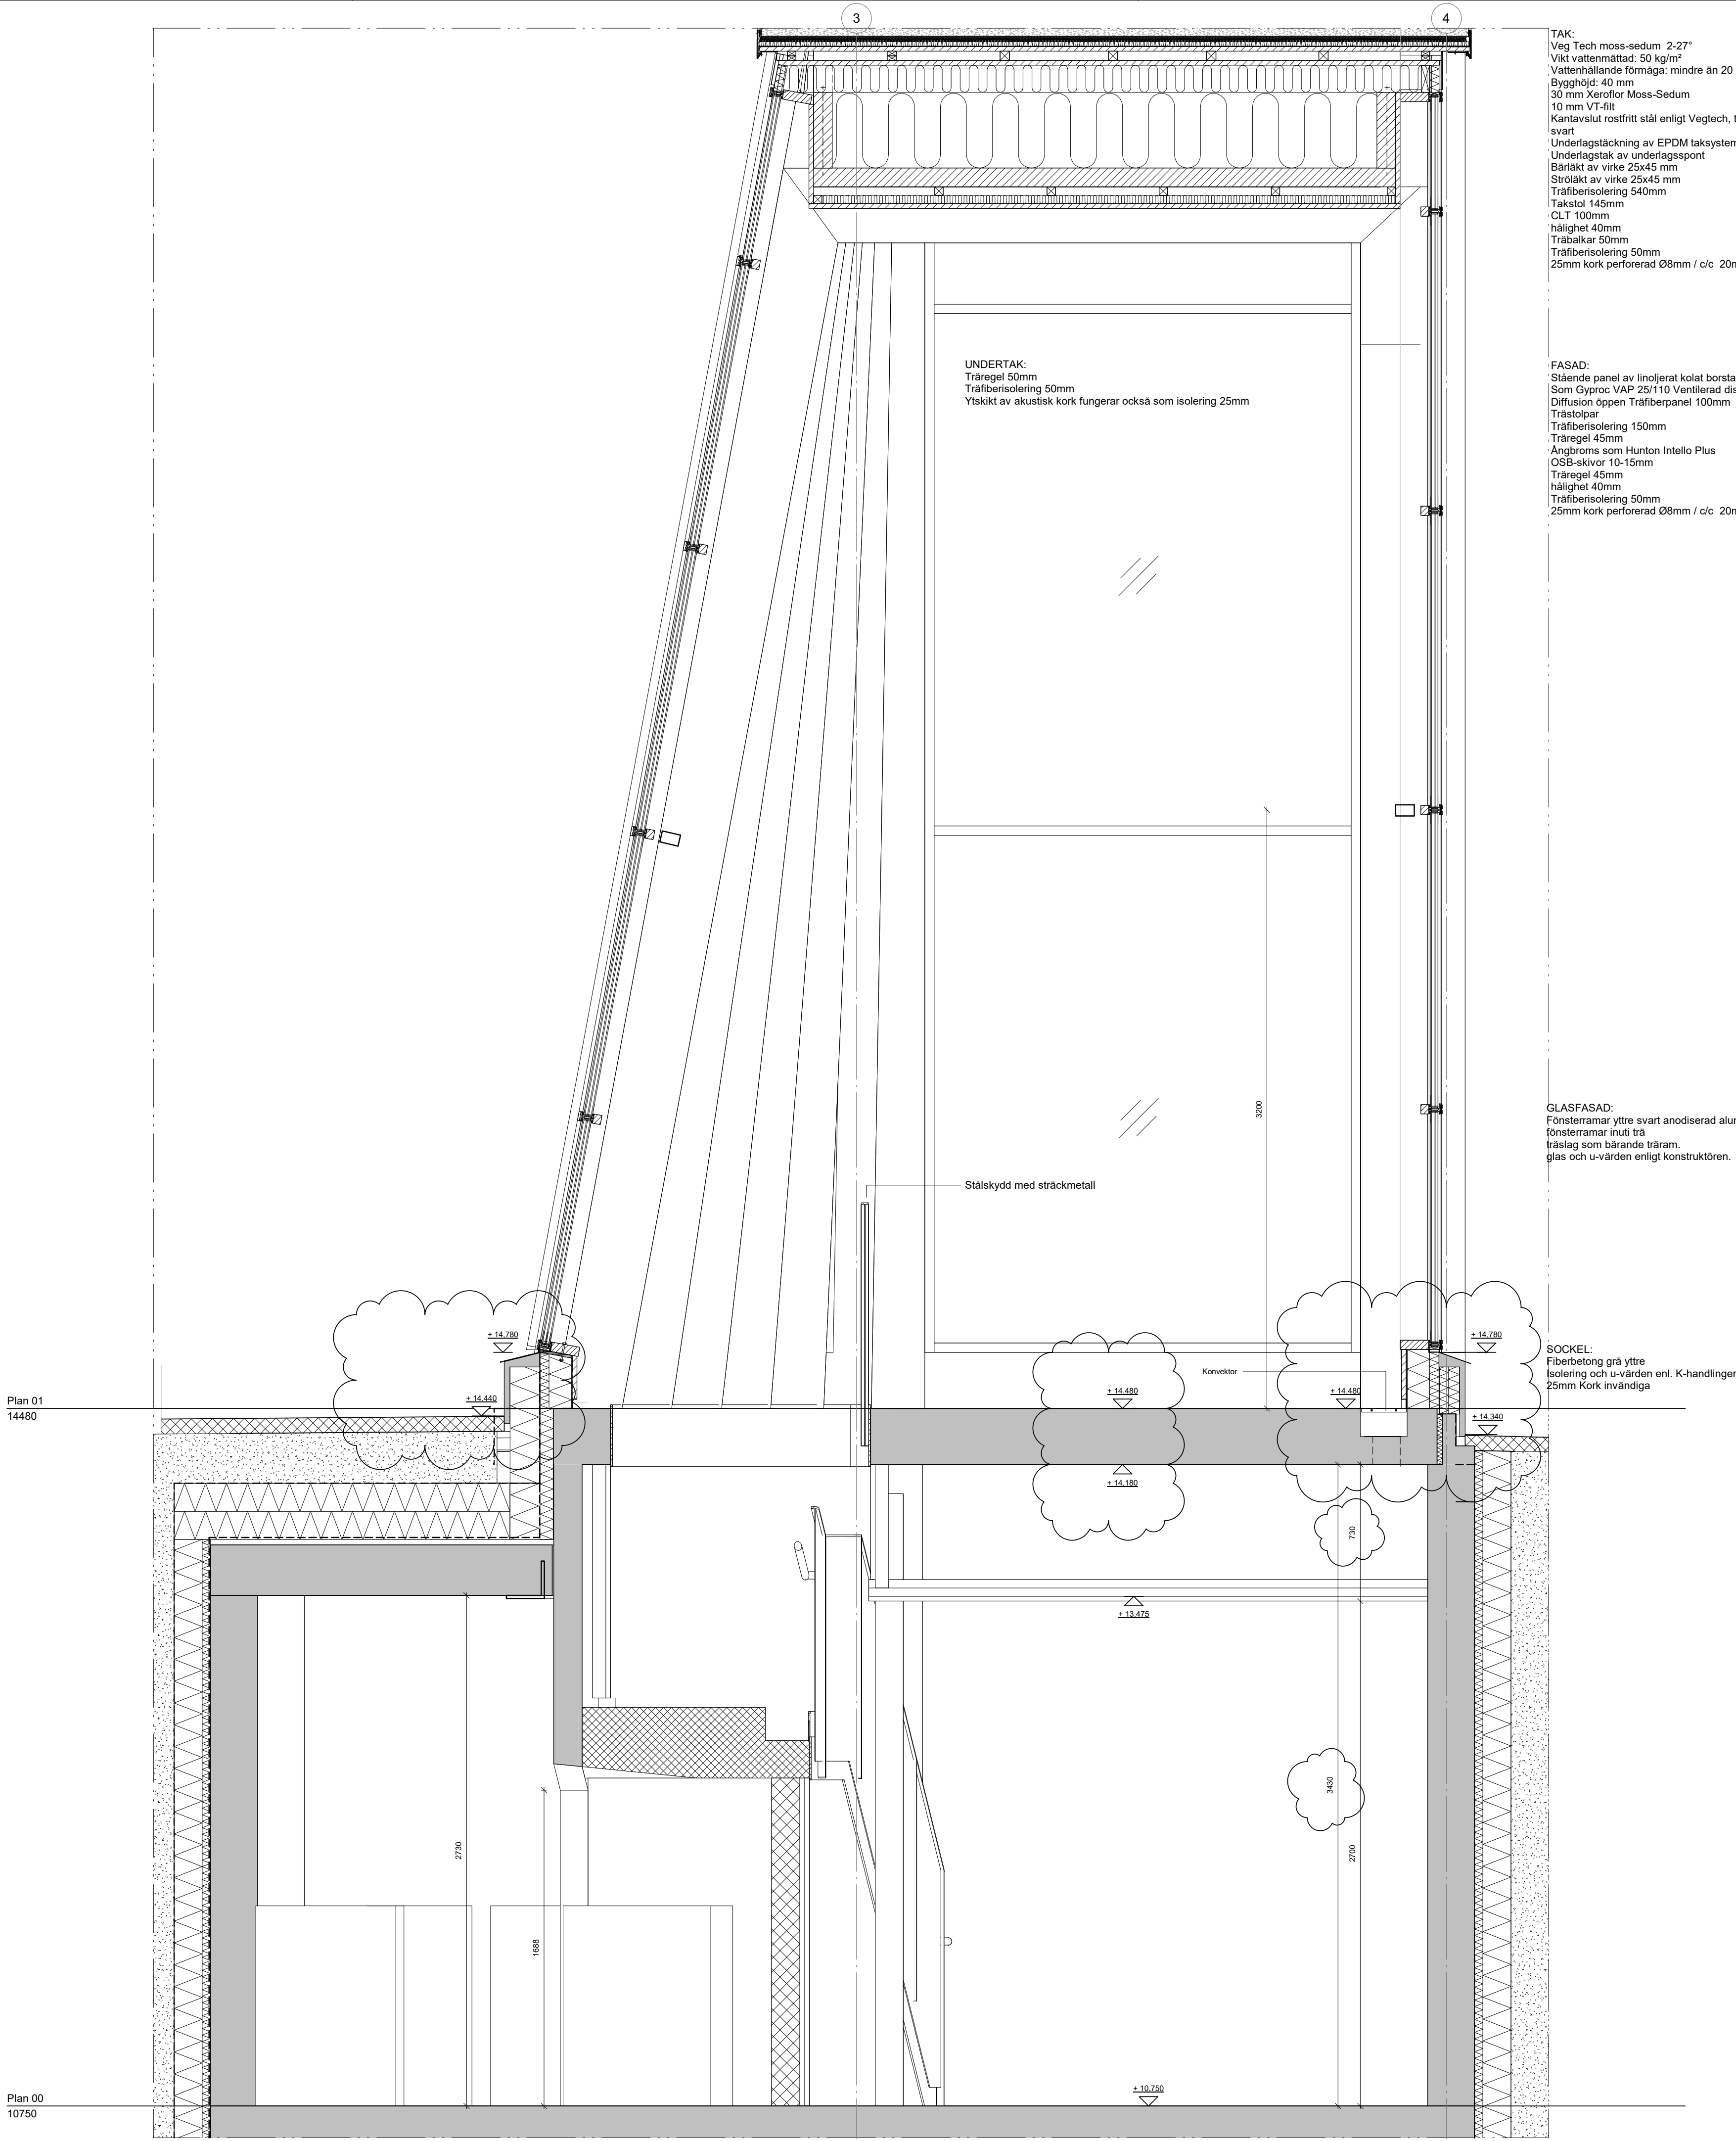 3
4
TAK:
Veg Tech moss-sedum 2-27°
Vikt vattenmättad: 50 kg/m²
Vattenhållande förmåga: mindre än 20
Bygghöjd: 40 mm
30 mm Xeroflor Moss-Sedum
10 mm VT-filt
Kantavslut rostfritt stål enligt Vegtech,
svart
Underlagstäckning av EPDM taksystem
Underlagstak av underlagsspont
Bärläkt av virke 25x45 mm
Ströläkt av virke 25x45 mm
Träfiberisolering 540mm
Takstol 145mm
CLT 100mm
hålighet 40mm
Träbalkar 50mm
Träfiberisolering 50mm
25mm kork perforerad Ø8mm / c/c
UNDERTAK:
Träregel 50mm
Träfiberisolering 50mm
Ytskikt av akustisk kork fungerar också som isolering 25mm
FASAD:
Stående panel av linoljerat kolat
Som Gyproc VAP 25/110 Ventilerad
Diffusion öppen Träfiberpanel 100mm
Trästolpar
Träfiberisolering 150mm
Träregel 45mm
Ångbroms som Hunton Intello Plus
OSB-skivor 10-15mm
Träregel 45mm
hålighet 40mm
Träfiberisolering 50mm
25mm kork perforerad Ø8mm / c/c
3200
GLASFASAD:
Fönsterramar yttre svart anodiserad
fönsterramar inuti trä
träslag som bärande träram.
glas och u-värden enligt konstruktören.
Stålskydd med sträckmetall
+ 14,780
+ 14,780
SOCKEL:
Fiberbetong grå yttre
Isolering och u-värden enl. K-handlingen
25mm Kork invändiga
Konvektor
+ 14,440
+ 14,480
+ 14,480
Plan 01
14480
+ 14,340
+ 14,180
730
+ 13,475
3430
2730
2700
1688
+ 10,750
Plan 00
10750